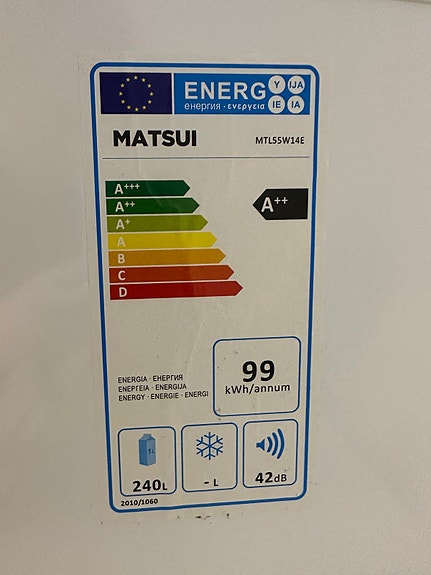 ENERG
Y IJA
IE IA
енергия · ενεργεια
MATSUI
MTL55W14E
A+++
A++
A+
A
B
C
D
A++
99
kWh/annum
ENERGIA · ЕНЕРГИЯ
ΕΝΕΡΓΕΙΑ · ENERGIJA
ENERGY · ENERGIE · ENERGI
240L
- L
42dB
2010/1060